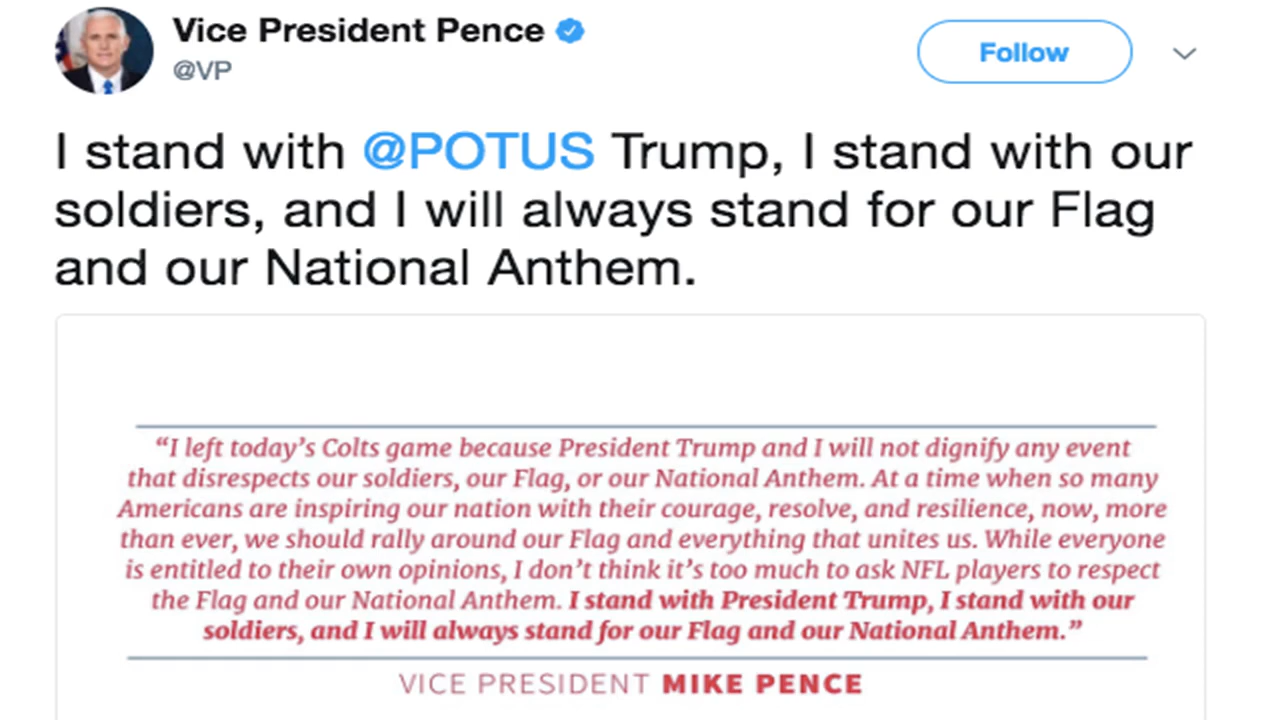 Vice President Pence
@VP
Follow
I stand with @POTUS Trump, I stand with our
soldiers, and I will always stand for our Flag
and our National Anthem.
“I left today’s Colts game because President Trump and I will not dignify any event
that disrespects our soldiers, our Flag, or our National Anthem. At a time when so many
Americans are inspiring our nation with their courage, resolve, and resilience, now, more
than ever, we should rally around our Flag and everything that unites us. While everyone
is entitled to their own opinions, I don’t think it’s too much to ask NFL players to respect
the Flag and our National Anthem. I stand with President Trump, I stand with our
soldiers, and I will always stand for our Flag and our National Anthem.”
VICE PRESIDENT MIKE PENCE